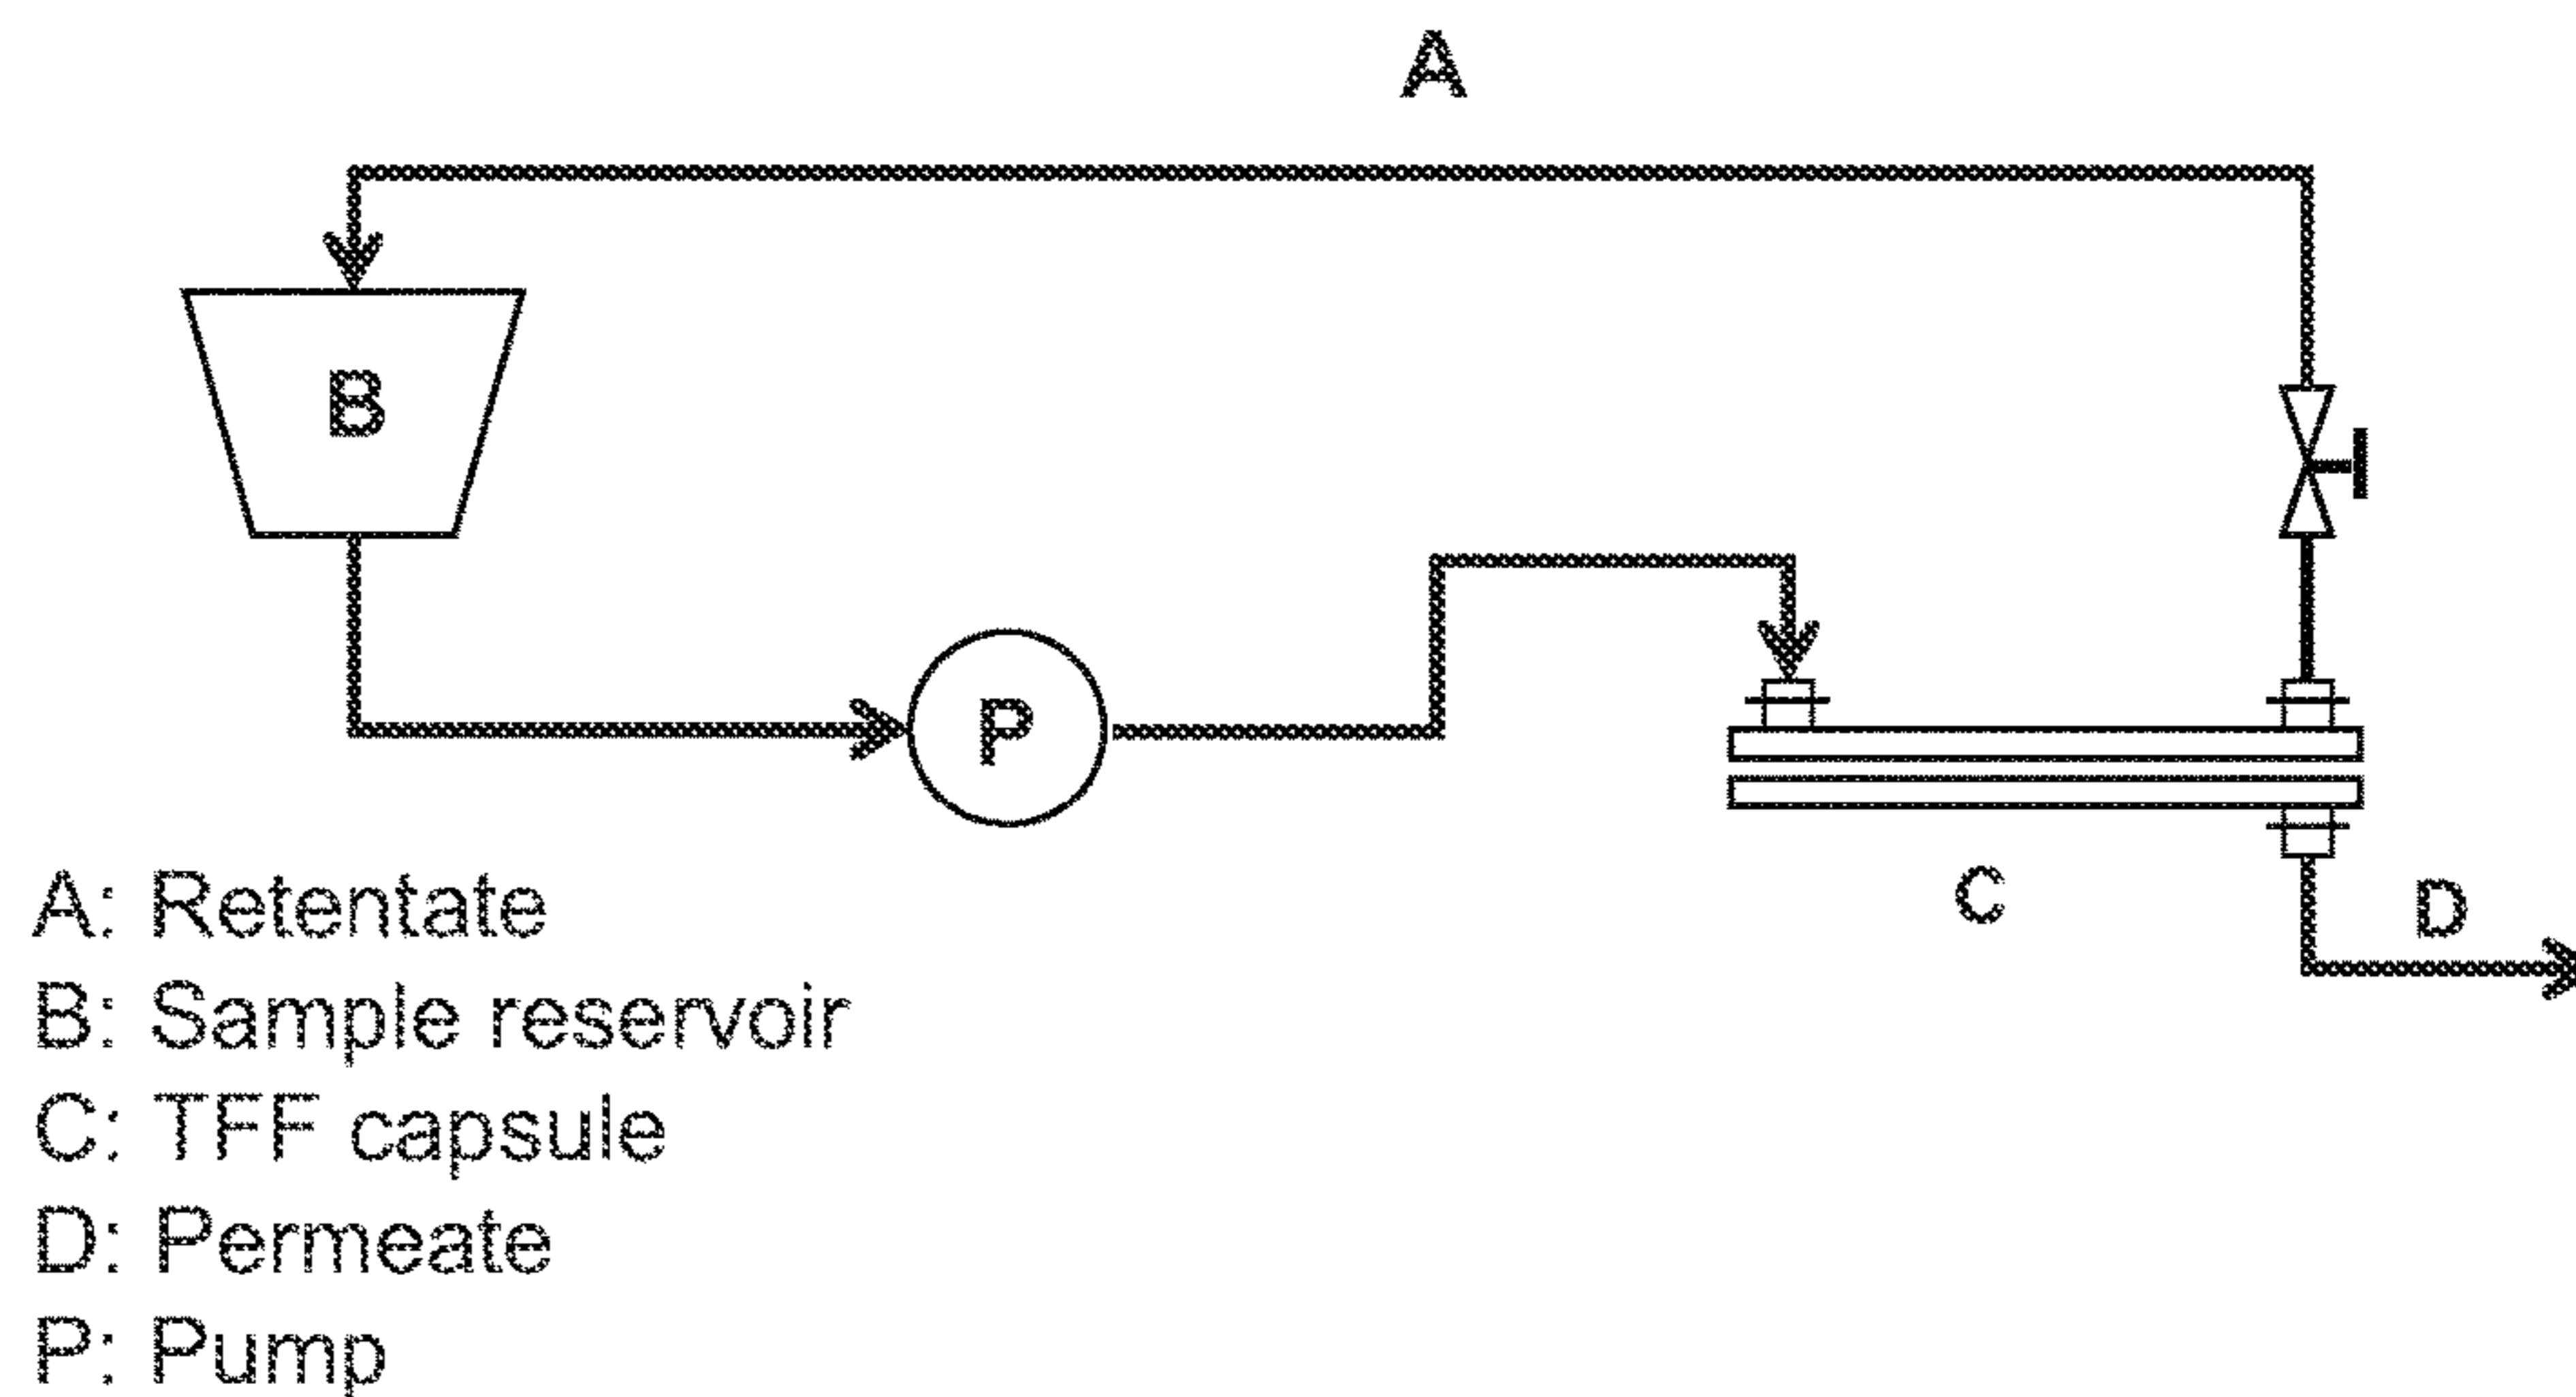 A
B
P
C
D
A: Retentate
B: Sample reservoir
C: TFF capsule
D: Permeate
P: Pump